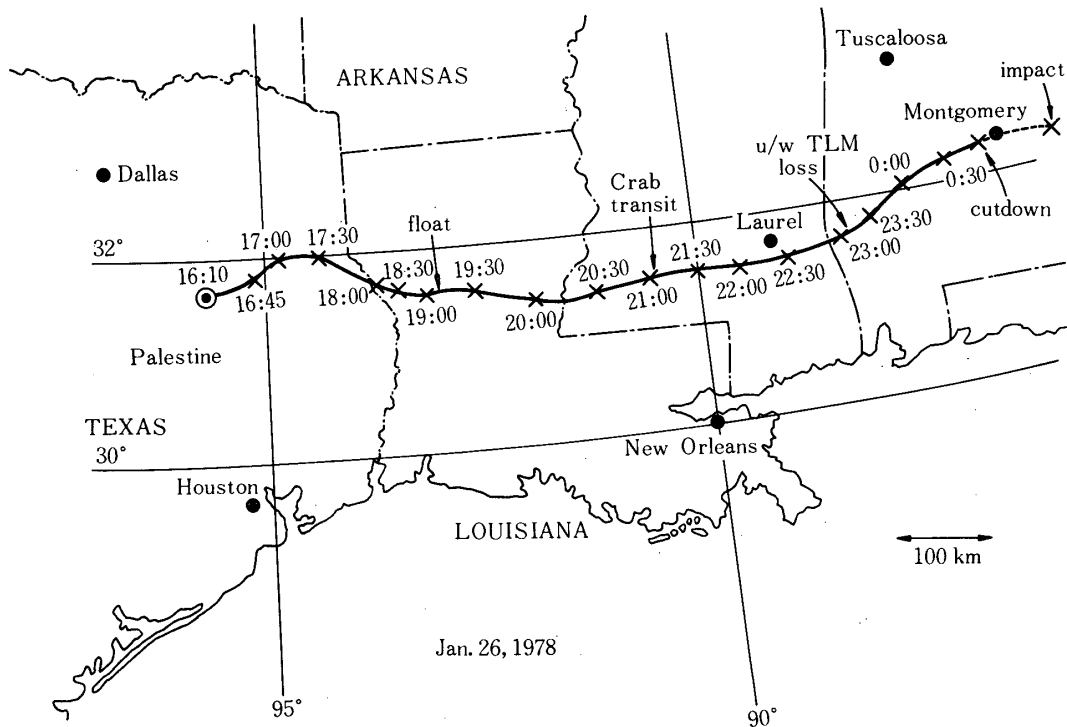 Tuscaloosa
ARKANSAS
impact
Montgomery
u/w TLM
loss
Dallas
0:00
0:30
Crab
transit
cutdown
float
Laurel
23:30
32°
17:00
17:30
21:30
23:00
16:10
18:30
19:30
20:30
22:30
16:45
18:00
19:00
20:00
21:00
22:00
Palestine
TEXAS
30°
New Orleans
Houston
LOUISIANA
100 km
Jan. 26, 1978
95°
90°